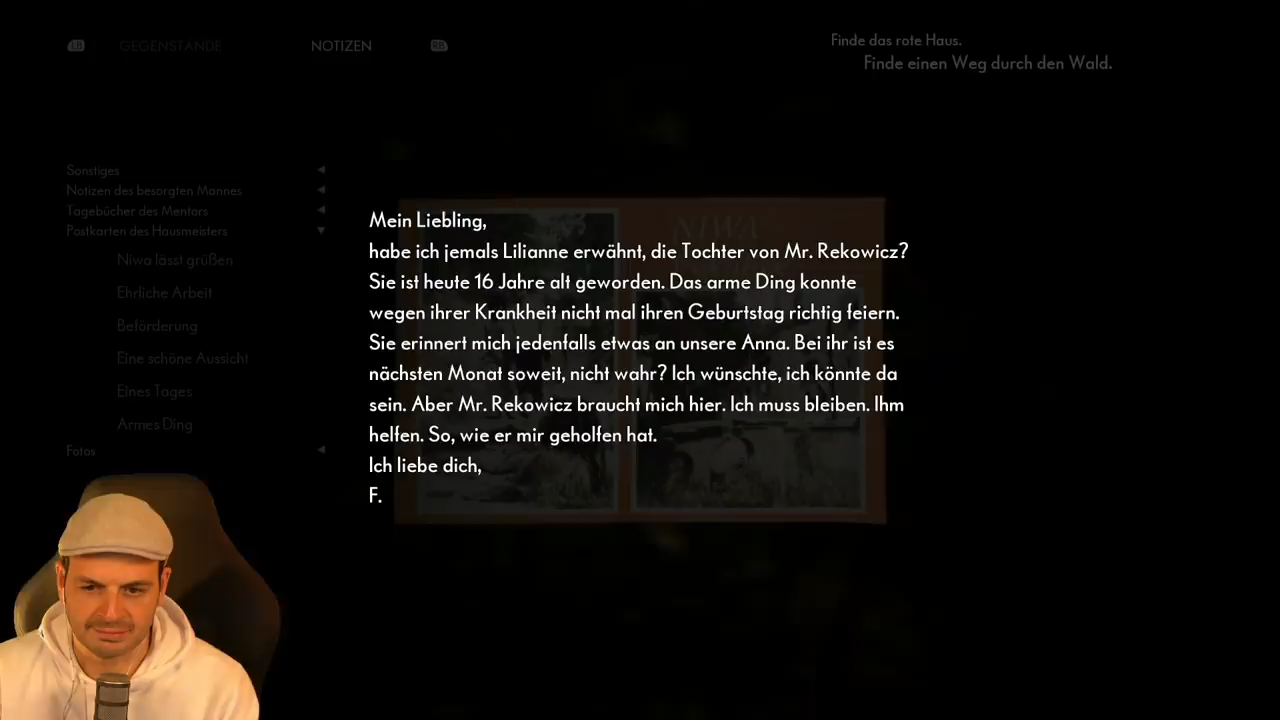 LB
GEGENSTÄNDE
NOTIZEN
RB
Finde das rote Haus.
Finde einen Weg durch den Wald.
Sonstiges
Notizen des besorgten Mannes
Tagebücher des Mentors
Postkarten des Hausmeisters
Niwa lässt grüßen
Ehrliche Arbeit
Beförderung
Eine schöne Aussicht
Eines Tages
Armes Ding
Fotos
NIWA
Mein Liebling,
habe ich jemals Lilianne erwähnt, die Tochter von Mr. Rekowicz?
Sie ist heute 16 Jahre alt geworden. Das arme Ding konnte
wegen ihrer Krankheit nicht mal ihren Geburtstag richtig feiern.
Sie erinnert mich jedenfalls etwas an unsere Anna. Bei ihr ist es
nächsten Monat soweit, nicht wahr? Ich wünschte, ich könnte da
sein. Aber Mr. Rekowicz braucht mich hier. Ich muss bleiben. Ihm
helfen. So, wie er mir geholfen hat.
Ich liebe dich,
F.